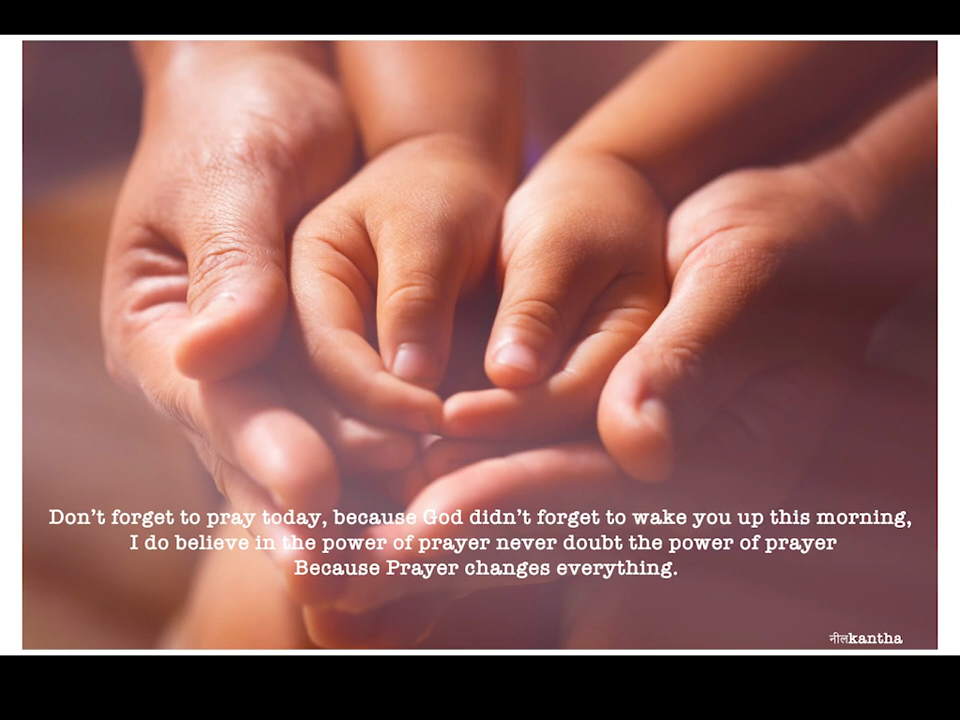 Don't forget to pray today, because God didn't forget to wake you up this morning,
I do believe in the power of prayer never doubt the power of prayer
Because Prayer changes everything.
नीलkantha